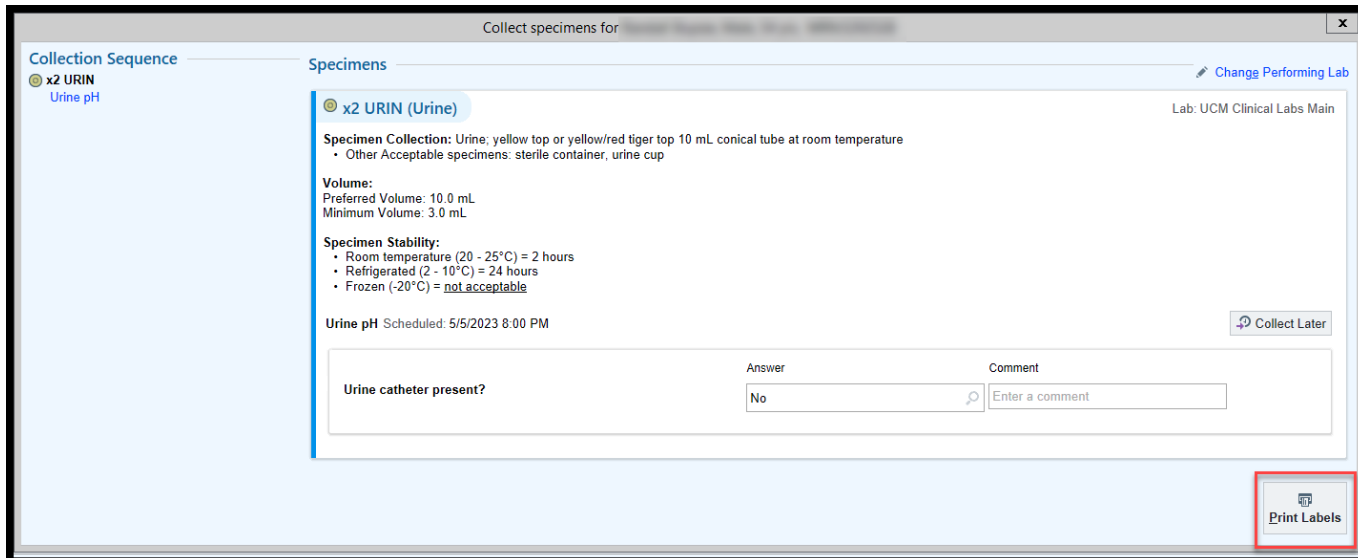 Collect specimens for
x
Collection Sequence
x2 URIN
Urine pH
Specimens
Change Performing Lab
x2 URIN (Urine)
Lab: UCM Clinical Labs Main
Specimen Collection: Urine; yellow top or yellow/red tiger top 10 mL conical tube at room temperature
• Other Acceptable specimens: sterile container, urine cup
Volume:
Preferred Volume: 10.0 mL
Minimum Volume: 3.0 mL
Specimen Stability:
• Room temperature (20 - 25°C) = 2 hours
• Refrigerated (2 - 10°C) = 24 hours
• Frozen (-20°C) = not acceptable
Urine pH Scheduled: 5/5/2023 8:00 PM
Collect Later
Answer
Comment
Urine catheter present?
No
Enter a comment
Print Labels